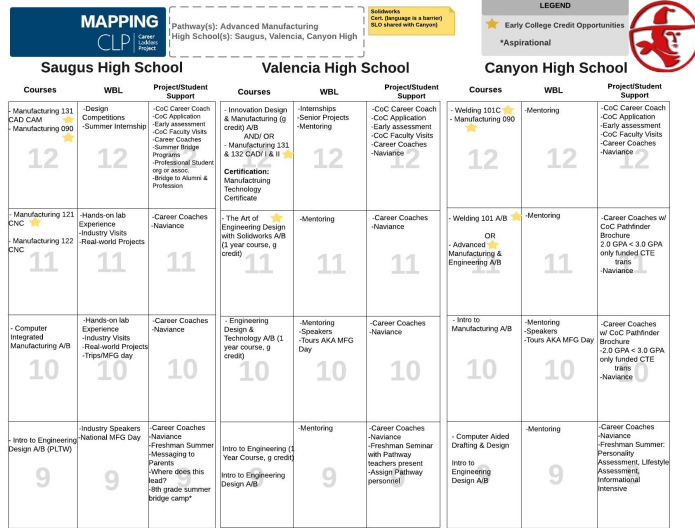 MAPPING
CLP
Career
Ladders
Project
Pathway(s): Advanced Manufacturing
High School(s): Saugus, Valencia, Canyon High
Solidworks
Cert. (language is a barrier)
SLO shared with Canyon)
LEGEND
Early College Credit Opportunities
*Aspirational
Saugus High School
Courses
WBL
Project/Student
Support
- Manufacturing 131
CAD CAM
- Manufacturing 090
12
-Design
Competitions
-Summer Internship
12
-CoC Career Coach
-CoC Application
-Early assessment
-CoC Faculty Visits
-Career Coaches
-Summer Bridge
Programs
-Professional Student
org or assoc.
-Bridge to Alumni &
Profession
12
- Manufacturing 121
CNC
- Manufacturing 122
CNC
11
-Hands-on lab
Experience
-Industry Visits
-Real-world Projects
11
-Career Coaches
-Naviance
11
- Computer
Integrated
Manufacturing A/B
10
-Hands-on lab
Experience
-Industry Visits
-Real-world Projects
-Trips/MFG day
10
-Career Coaches
-Naviance
10
- Intro to Engineering
Design A/B (PLTW)
9
-Industry Speakers
-National MFG Day
9
-Career Coaches
-Naviance
-Freshman Summer
-Messaging to
Parents
-Where does this
lead?
-8th grade summer
bridge camp*
9
Valencia High School
Courses
WBL
Project/Student
Support
- Innovation Design
& Manufacturing (g
credit) A/B
AND/ OR
- Manufacturing 131
& 132 CAD/ I & II
Certification:
Manufactruing
Technology
Certificate
12
-Internships
-Senior Projects
-Mentoring
12
-CoC Career Coach
-CoC Application
-Early assessment
-CoC Faculty Visits
-Career Coaches
-Naviance
12
- The Art of
Engineering Design
with Solidworks A/B
(1 year course, g
credit)
11
-Mentoring
11
-Career Coaches
-Naviance
11
- Engineering
Design &
Technology A/B (1
year course, g
credit)
10
-Mentoring
-Speakers
-Tours AKA MFG
Day
10
-Career Coaches
-Naviance
10
Intro to Engineering (1
Year Course, g credit)
Intro to Engineering
Design A/B
9
-Mentoring
9
-Career Coaches
-Naviance
-Freshman Seminar
with Pathway
teachers present
-Assign Pathway
personnel
9
Canyon High School
Courses
WBL
Project/Student
Support
- Welding 101C
- Manufacturing 090
12
-Mentoring
12
-CoC Career Coach
-CoC Application
-Early assessment
-CoC Faculty Visits
-Career Coaches
-Naviance
12
- Welding 101 A/B
OR
- Advanced
Manufacturing &
Engineering A/B
11
-Mentoring
11
-Career Coaches w/
CoC Pathfinder
Brochure
2.0 GPA < 3.0 GPA
only funded CTE
trans
-Naviance
11
- Intro to
Manufacturing A/B
10
-Mentoring
-Speakers
-Tours AKA MFG Day
10
-Career Coaches
w/ CoC Pathfinder
Brochure
-2.0 GPA < 3.0 GPA
only funded CTE
trans
-Naviance
10
- Computer Aided
Drafting & Design
Intro to
Engineering
Design A/B
9
-Mentoring
9
-Career Coaches
-Naviance
-Freshman Summer:
Personality
Assessment, Lifestyle
Assessment,
Informational
Intensive
9